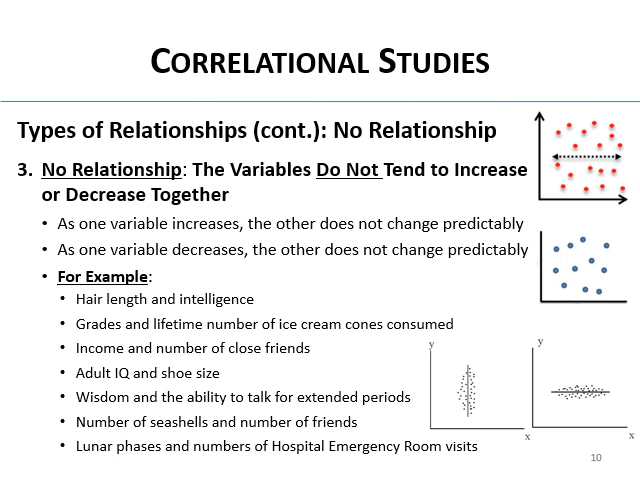 CORRELATIONAL STUDIES
Types of Relationships (cont.): No Relationship
3. No Relationship: The Variables Do Not Tend to Increase
or Decrease Together
• As one variable increases, the other does not change predictably
• As one variable decreases, the other does not change predictably
• For Example:
• Hair length and intelligence
• Grades and lifetime number of ice cream cones consumed
• Income and number of close friends
• Adult IQ and shoe size
• Wisdom and the ability to talk for extended periods
• Number of seashells and number of friends
• Lunar phases and numbers of Hospital Emergency Room visits
y
x
y
x
10